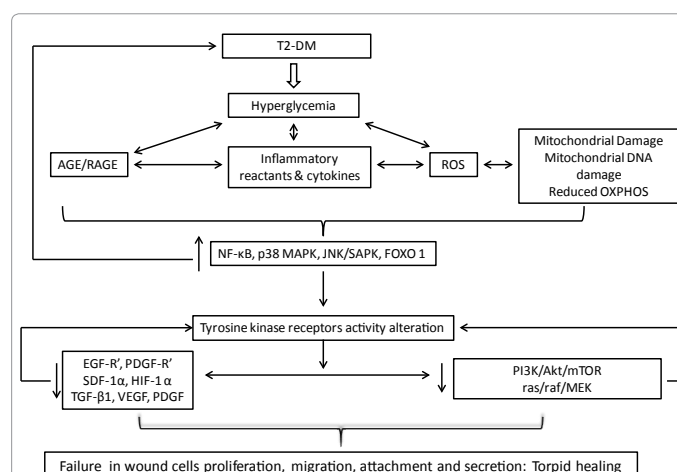 T2-DM
Hyperglycemia
AGE/RAGE
Inflammatory
reactants & cytokines
ROS
Mitochondrial Damage
Mitochondrial DNA
damage
Reduced OXPHOS
NF-κB, p38 MAPK, JNK/SAPK, FOXO 1
Tyrosine kinase receptors activity alteration
EGF-R’, PDGF-R’
SDF-1α, HIF-1 α
TGF-β1, VEGF, PDGF
PI3K/Akt/mTOR
ras/raf/MEK
Failure in wound cells proliferation, migration, attachment and secretion: Torpid healing